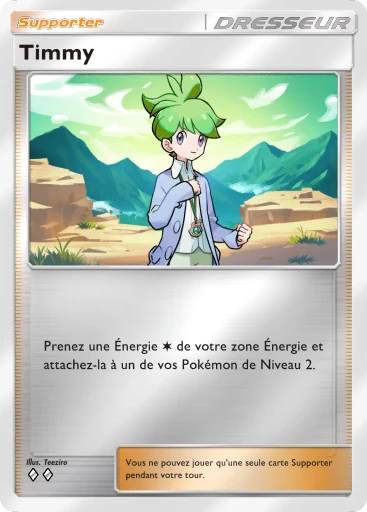 Supporter
DRESSEUR
Timmy
Prenez une Énergie ✶ de votre zone Énergie et
attachez-la à un de vos Pokémon de Niveau 2.
Illus. Teeziro
Vous ne pouvez jouer qu'une seule carte Supporter
pendant votre tour.